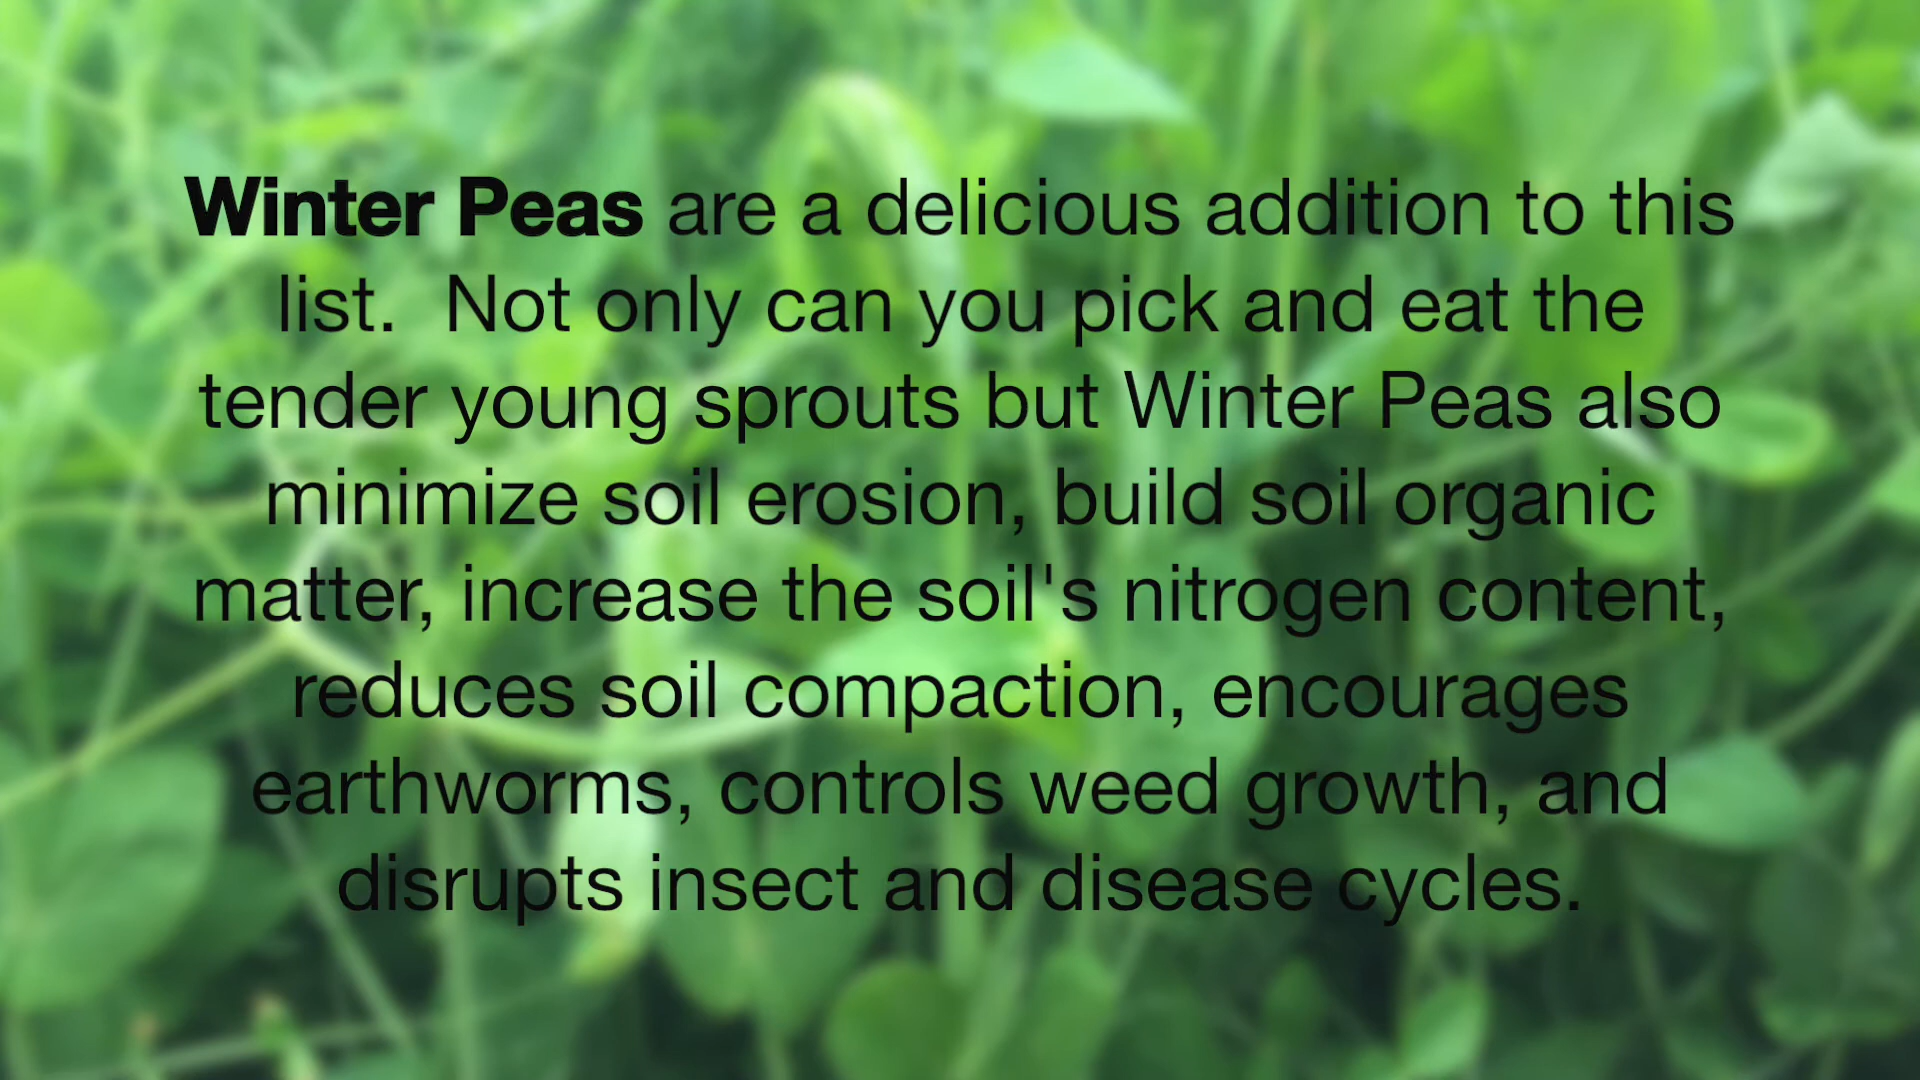 Winter Peas are a delicious addition to this
list.  Not only can you pick and eat the
tender young sprouts but Winter Peas also
minimize soil erosion, build soil organic
matter, increase the soil's nitrogen content,
reduces soil compaction, encourages
earthworms, controls weed growth, and
disrupts insect and disease cycles.